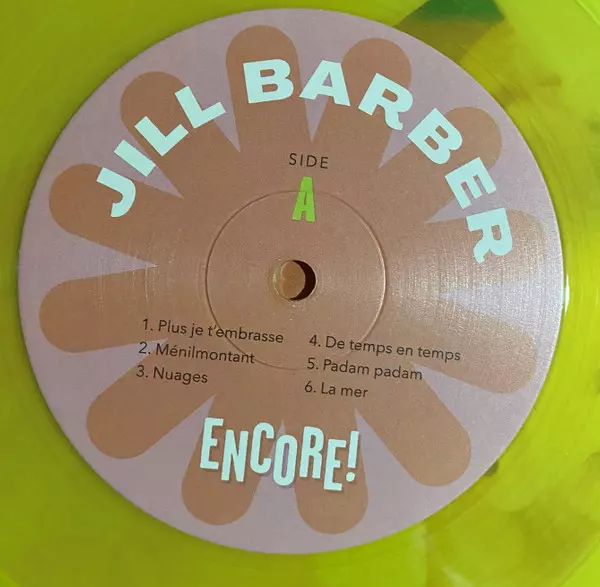 JILL BARBER
SIDE
A
1. Plus je t'embrasse
2. Ménilmontant
3. Nuages
4. De temps en temps
5. Padam padam
6. La mer
ENCORE!